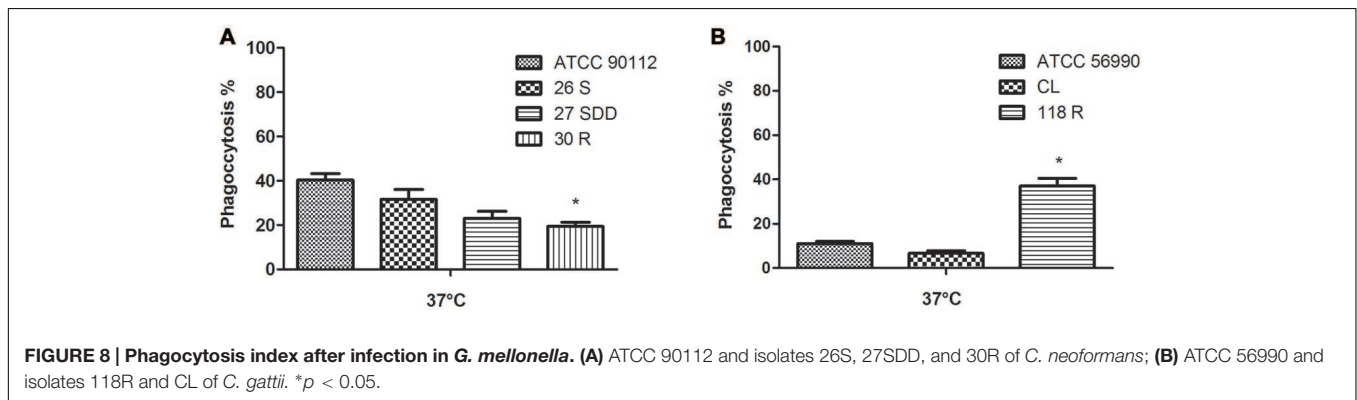 A
Phagoccytosis %
100
80
60
40
20
0
ATCC 90112
26 S
27 SDD
30 R
*
37°C
B
Phagoccytosis %
100
80
60
40
20
0
ATCC 56990
CL
118 R
*
37°C
FIGURE 8 | Phagocytosis index after infection in G. mellonella. (A) ATCC 90112 and isolates 26S, 27SDD, and 30R of C. neoformans; (B) ATCC 56990 and
isolates 118R and CL of C. gattii. *p < 0.05.